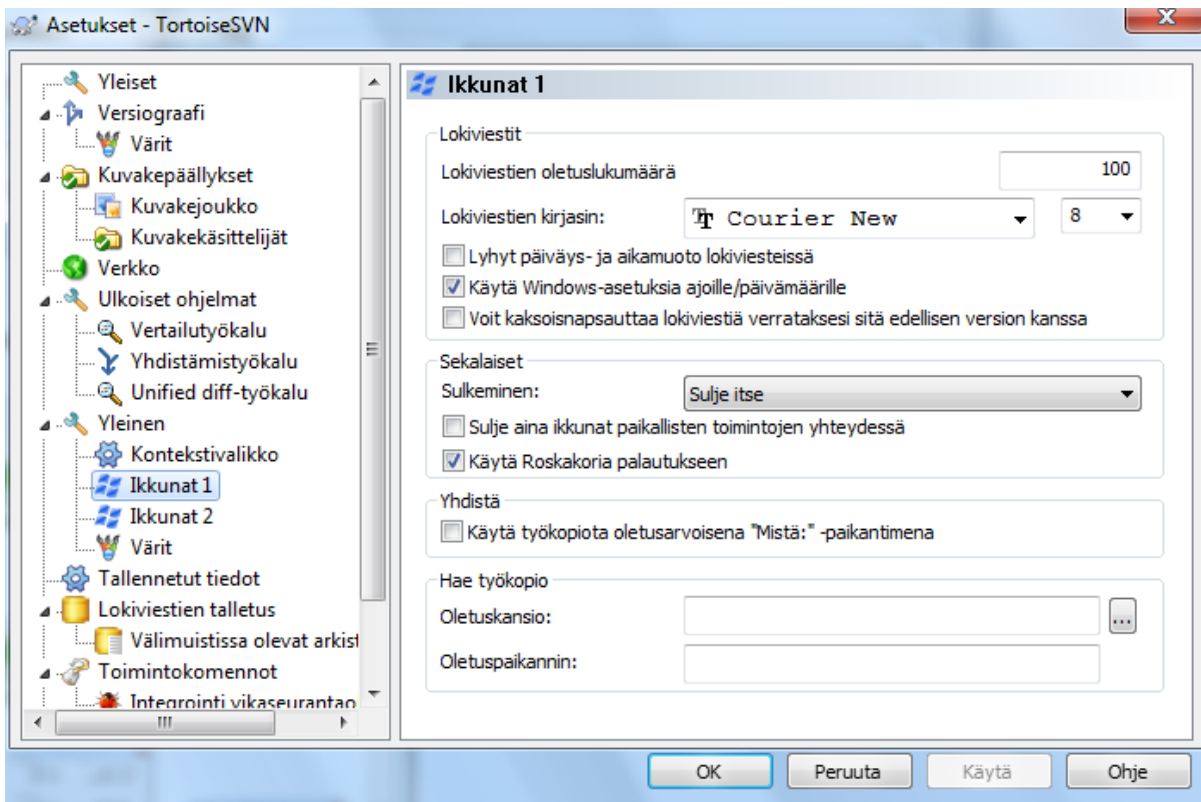 Asetukset - TortoiseSVN
Yleiset
Versiograafi
Värit
Kuvakepäällykset
Kuvakejoukko
Kuvakekäsittelijät
Verkko
Ulkoiset ohjelmat
Vertailutyökalu
Yhdistämistyökalu
Unified diff-työkalu
Yleinen
Kontekstivalikko
Ikkunat 1
Ikkunat 2
Värit
Tallennetut tiedot
Lokiviestien talletus
Välimuistissa olevat arkist
Toimintokomennot
Integrointi vikaseurantao
Ikkunat 1
Lokiviestit
Lokiviestien oletuslukumäärä 100
Lokiviestien kirjasin: Courier New 8
Lyhyt päiväys- ja aikamuoto lokiviesteissä
Käytä Windows-asetuksia ajoille/päivämäärille
Voit kaksoisnapsauttaa lokiviestiä verrataksesi sitä edellisen version kanssa
Sekalaiset
Sulkeminen: Sulje itse
Sulje aina ikkunat paikallisten toimintojen yhteydessä
Käytä Roskakoria palautukseen
Yhdistä
Käytä työkopiota oletusarvoisena "Mistä:" -paikantimena
Hae työkopio
Oletuskansio: ...
Oletuspaikannin:
OK Peruuta Käytä Ohje